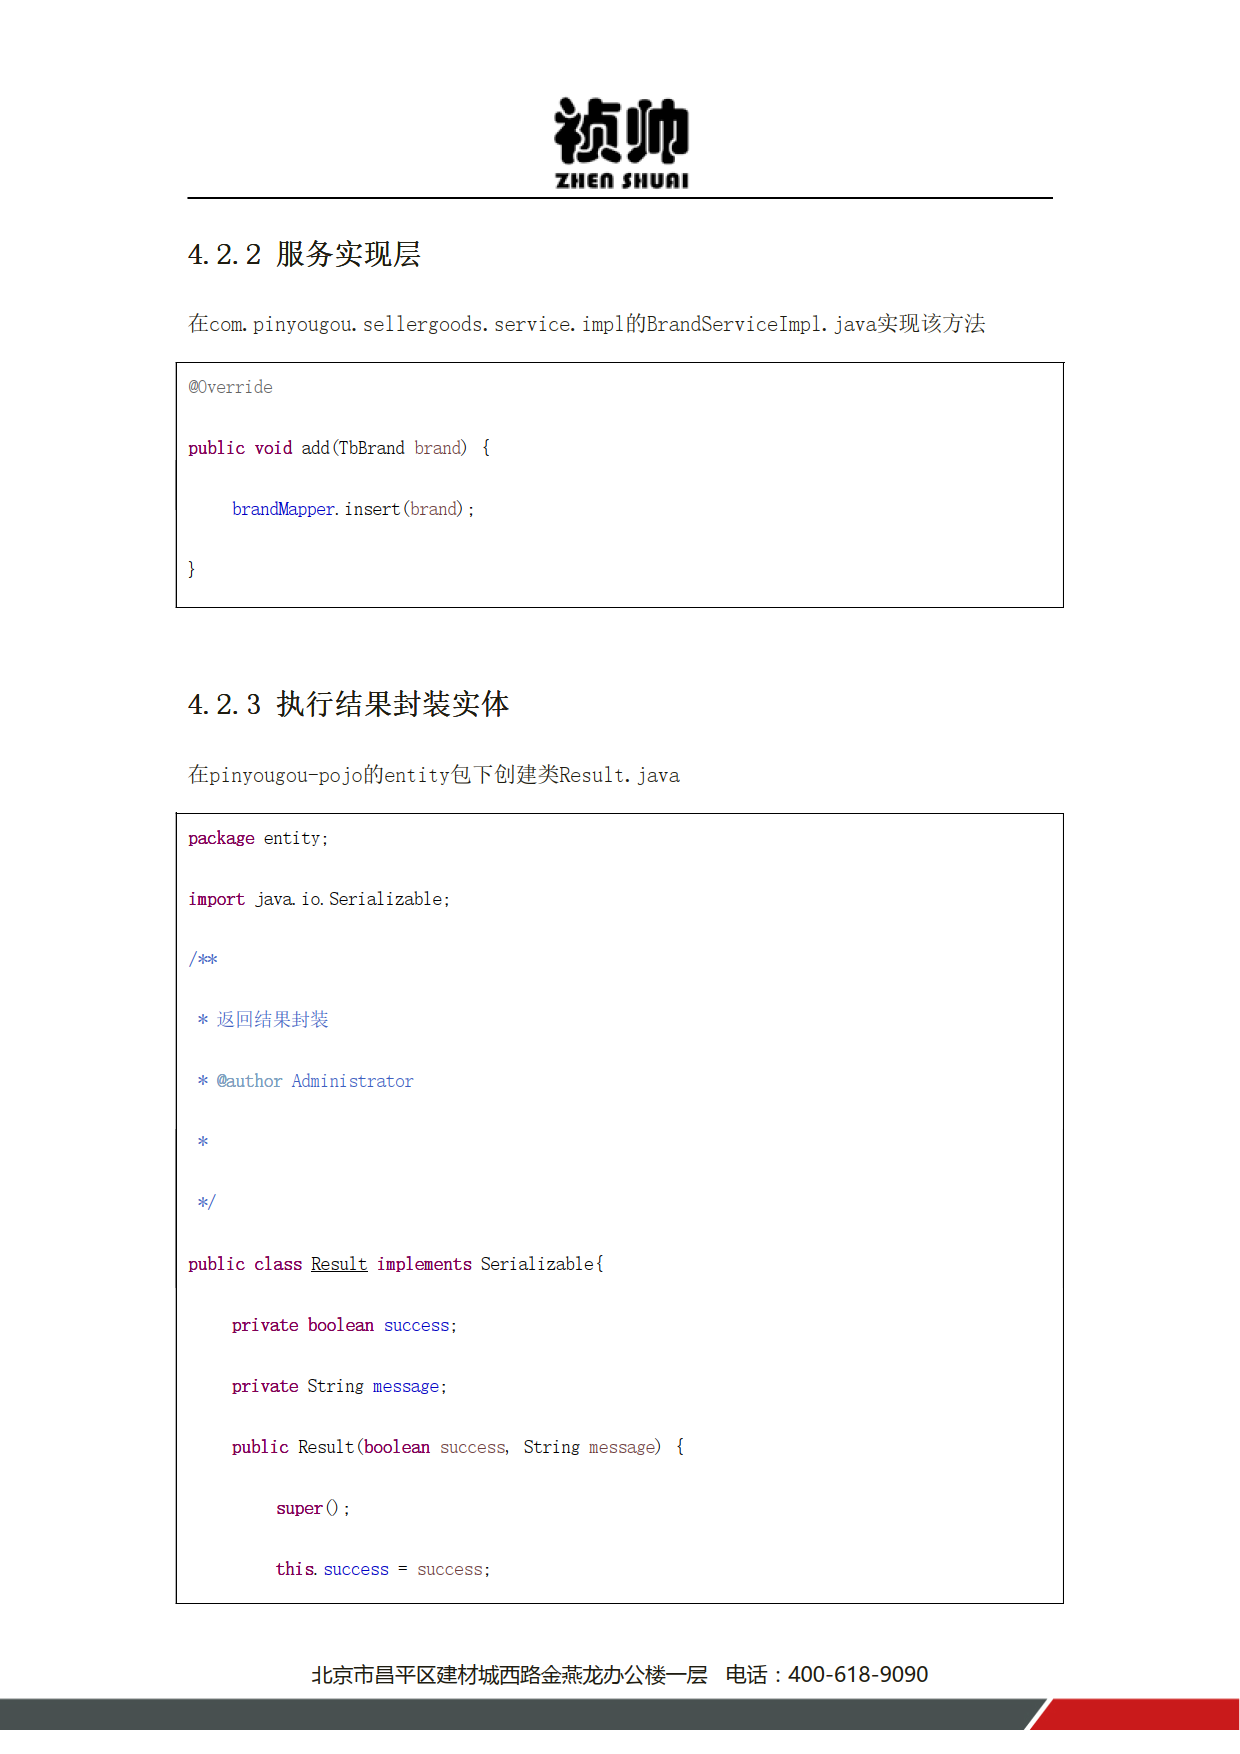 祯帅
ZHEN SHUAI
4.2.2 服务实现层
在com.pinyougou.sellergoods.service.impl的BrandServiceImpl.java实现该方法
@Override
public void add(TbBrand brand) {
brandMapper.insert(brand);
}
4.2.3 执行结果封装实体
在pinyougou-pojo的entity包下创建类Result.java
package entity;
import java.io.Serializable;
/**
* 返回结果封装
* @author Administrator
*
*/
public class Result implements Serializable{
private boolean success;
private String message;
public Result(boolean success, String message) {
super();
this.success = success;
北京市昌平区建材城西路金燕龙办公楼一层 电话：400-618-9090